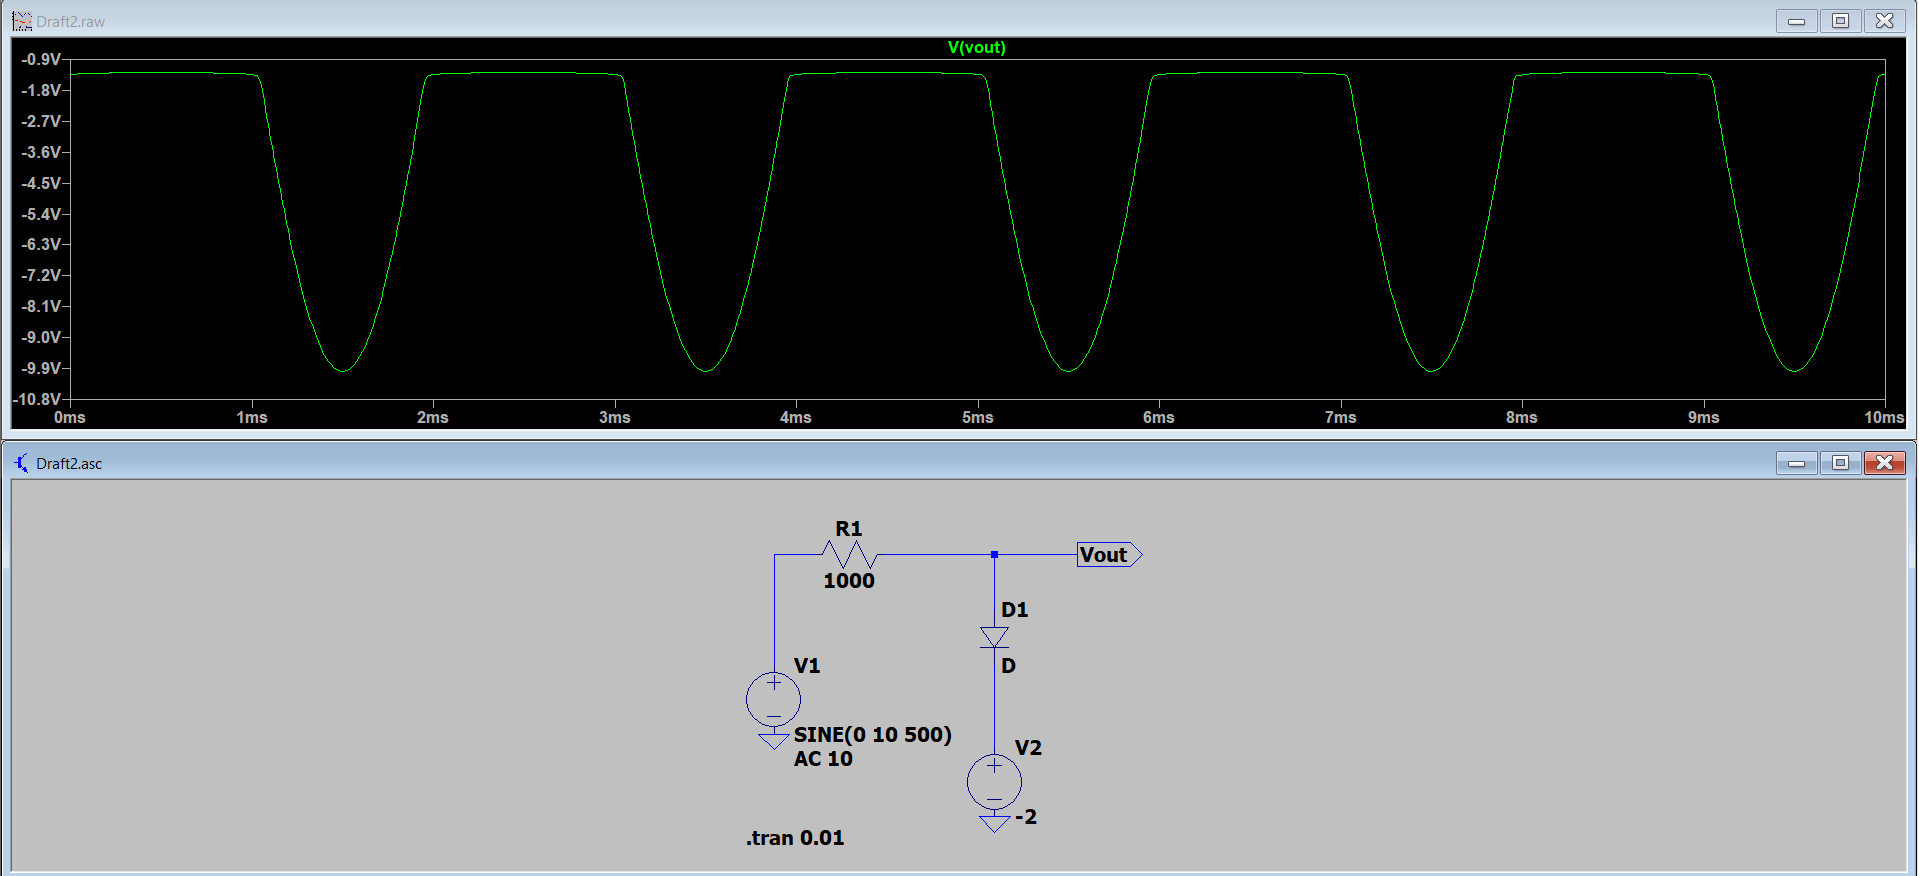 Draft2.raw
V(vout)
-0.9V
-1.8V
-2.7V
-3.6V
-4.5V
-5.4V
-6.3V
-7.2V
-8.1V
-9.0V
-9.9V
-10.8V
0ms 1ms 2ms 3ms 4ms 5ms 6ms 7ms 8ms 9ms 10ms
Draft2.asc
R1
1000
Vout
D1
D
V1
SINE(0 10 500)
AC 10
V2
-2
.tran 0.01